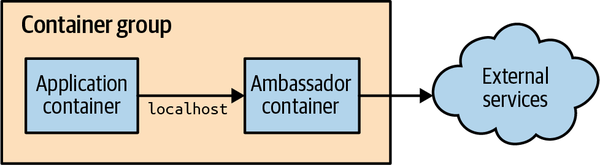 Container group
Application
container
localhost
Ambassador
container
External
services